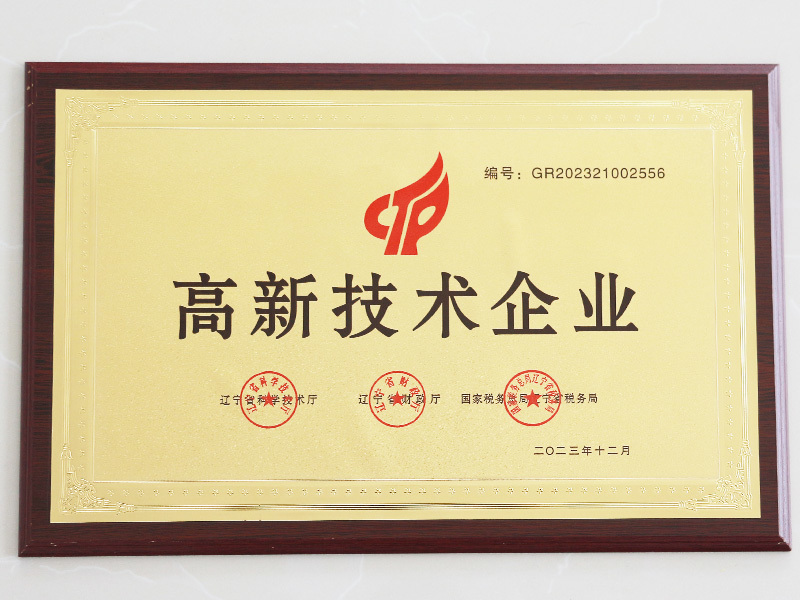 编号：GR202321002556
高新技术企业
辽宁省科学技术厅 辽宁省财政厅 国家税务总局辽宁省税务局
二〇二三年十二月